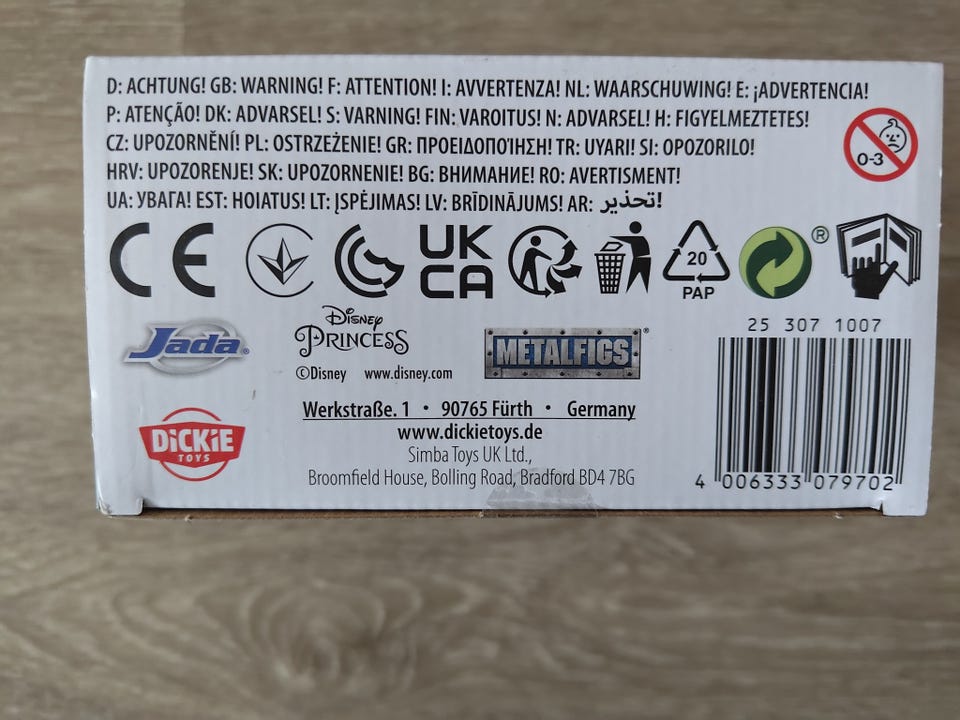 D: ACHTUNG! GB: WARNING! F: ATTENTION! I: AVVERTENZA! NL: WAARSCHUWING! E: ¡ADVERTENCIA!
P: ATENÇÃO! DK: ADVARSEL! S: VARNING! FIN: VAROITUS! N: ADVARSEL! H: FIGYELMEZTETES!
CZ: UPOZORNĚNÍ! PL: OSTRZEŻENIE! GR: ΠΡΟΕΙΔΟΠΟΊΗΣΗ! TR: UYARI! SI: OPOZORILO!
HRV: UPOZORENJE! SK: UPOZORNENIE! BG: ВНИМАНИЕ! RO: AVERTISMENT!
UA: УВАГА! EST: HOIATUS! LT: ĮSPĖJIMAS! LV: BRĪDINĀJUMS! AR: تحذير!
0-3
CE
UK
CA
20
PAP
®
Jada®
Disney
PRINCESS
©Disney www.disney.com
METALFIGS®
25 307 1007
DiCKiE
TOYS
Werkstraße. 1 • 90765 Fürth • Germany
www.dickietoys.de
Simba Toys UK Ltd.,
Broomfield House, Bolling Road, Bradford BD4 7BG
4 006333 079702